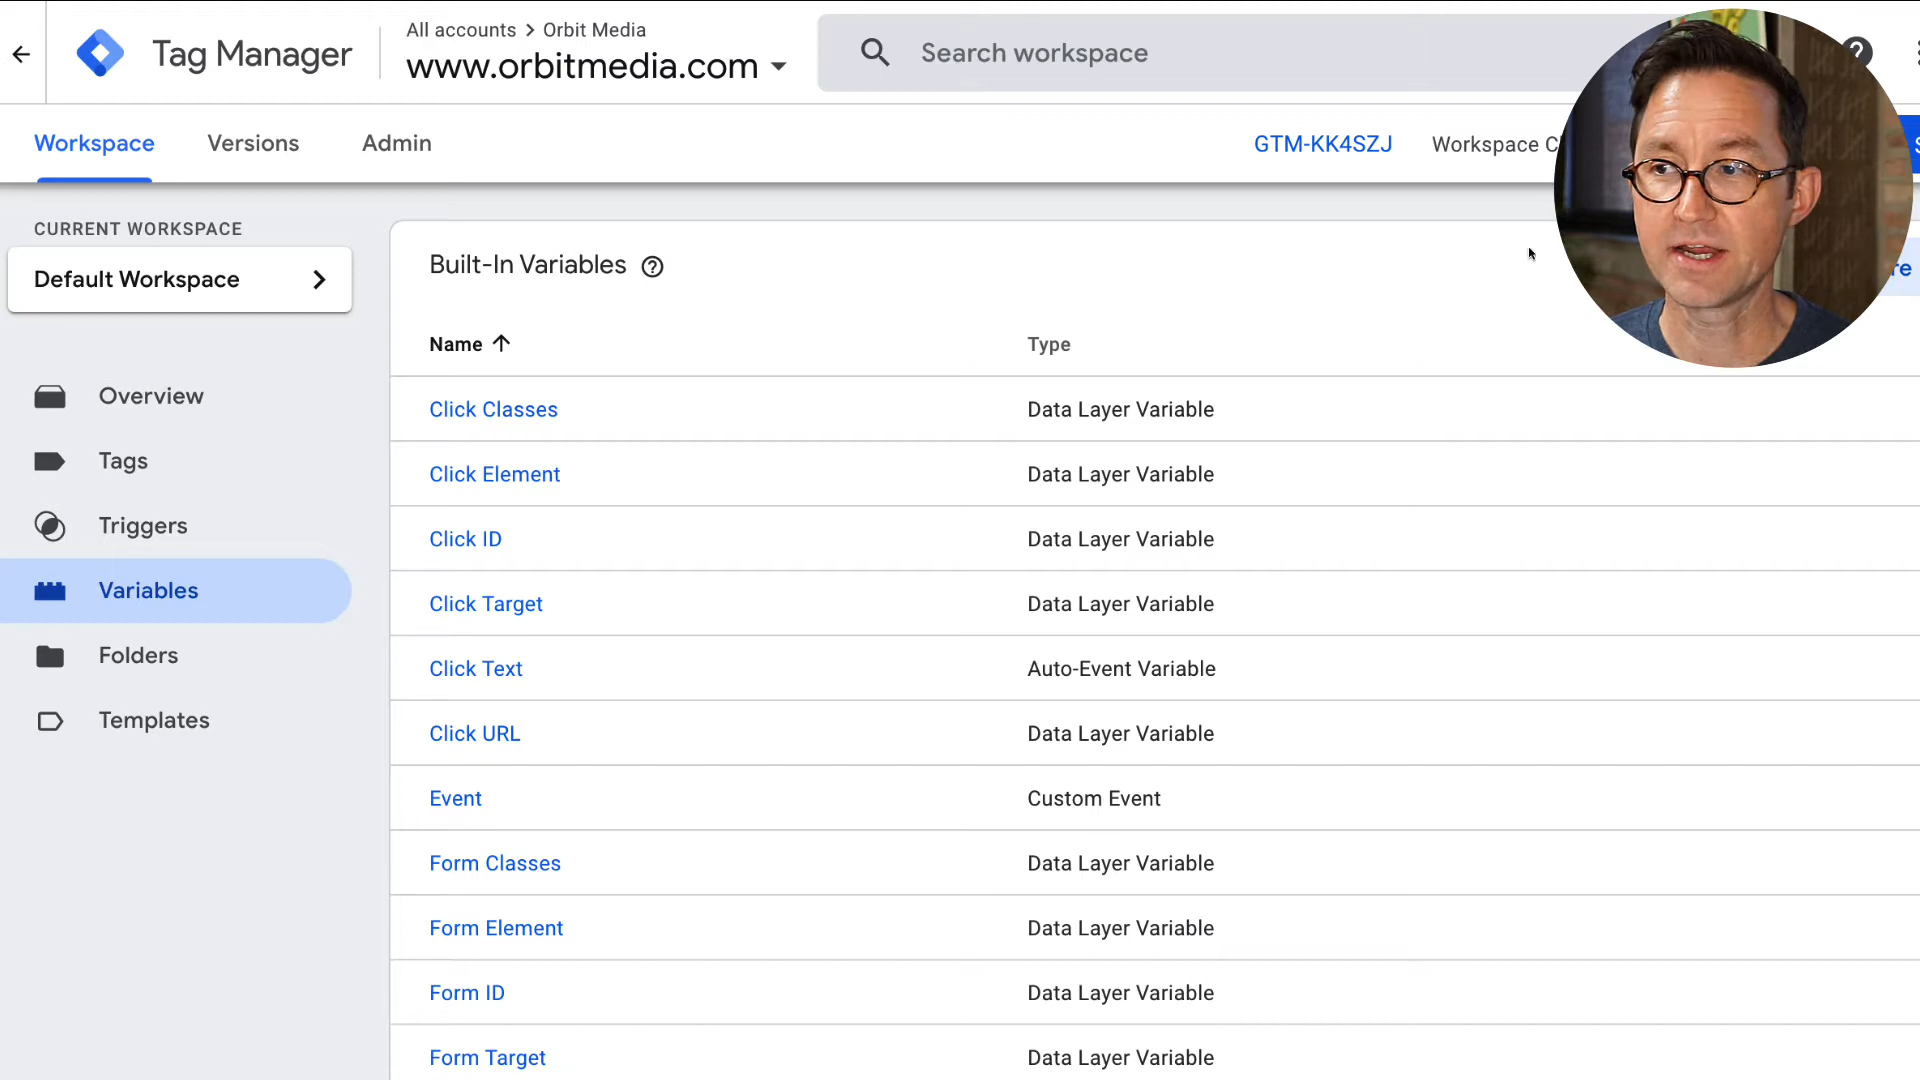 Tag Manager
All accounts > Orbit Media
www.orbitmedia.com
Search workspace
Workspace
Versions
Admin
GTM-KK4SZJ
Workspace C
CURRENT WORKSPACE
Default Workspace
Overview
Tags
Triggers
Variables
Folders
Templates
Built-In Variables
Name Type
Click Classes Data Layer Variable
Click Element Data Layer Variable
Click ID Data Layer Variable
Click Target Data Layer Variable
Click Text Auto-Event Variable
Click URL Data Layer Variable
Event Custom Event
Form Classes Data Layer Variable
Form Element Data Layer Variable
Form ID Data Layer Variable
Form Target Data Layer Variable